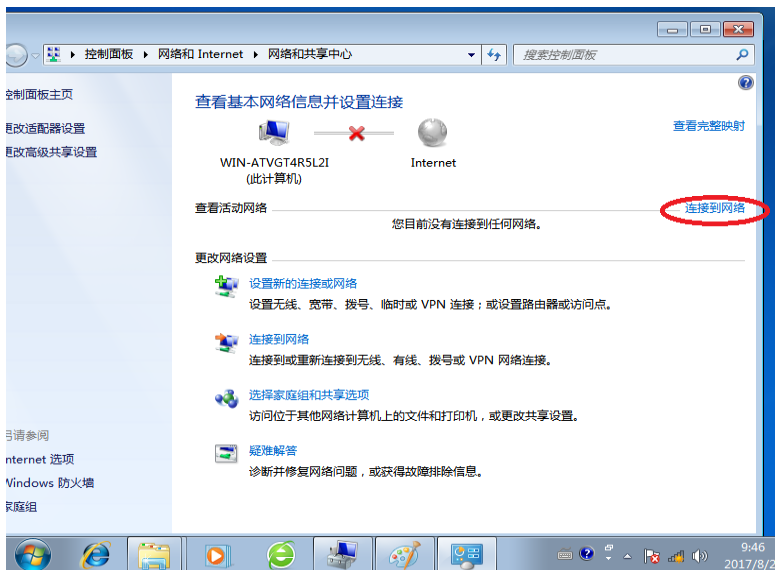 控制面板 网络和 Internet 网络和共享中心 搜索控制面板
控制面板主页
更改适配器设置
更改高级共享设置
查看基本网络信息并设置连接
查看完整映射
WIN-ATVGT4R5L2I
(此计算机)
Internet
查看活动网络
连接到网络
您目前没有连接到任何网络。
更改网络设置
设置新的连接或网络
设置无线、宽带、拨号、临时或 VPN 连接；或设置路由器或访问点。
连接到网络
连接到或重新连接到无线、有线、拨号或 VPN 网络连接。
选择家庭组和共享选项
访问位于其他网络计算机上的文件和打印机，或更改共享设置。
疑难解答
诊断并修复网络问题，或获得故障排除信息。
另请参阅
Internet 选项
Windows 防火墙
家庭组
9:46
2017/8/2